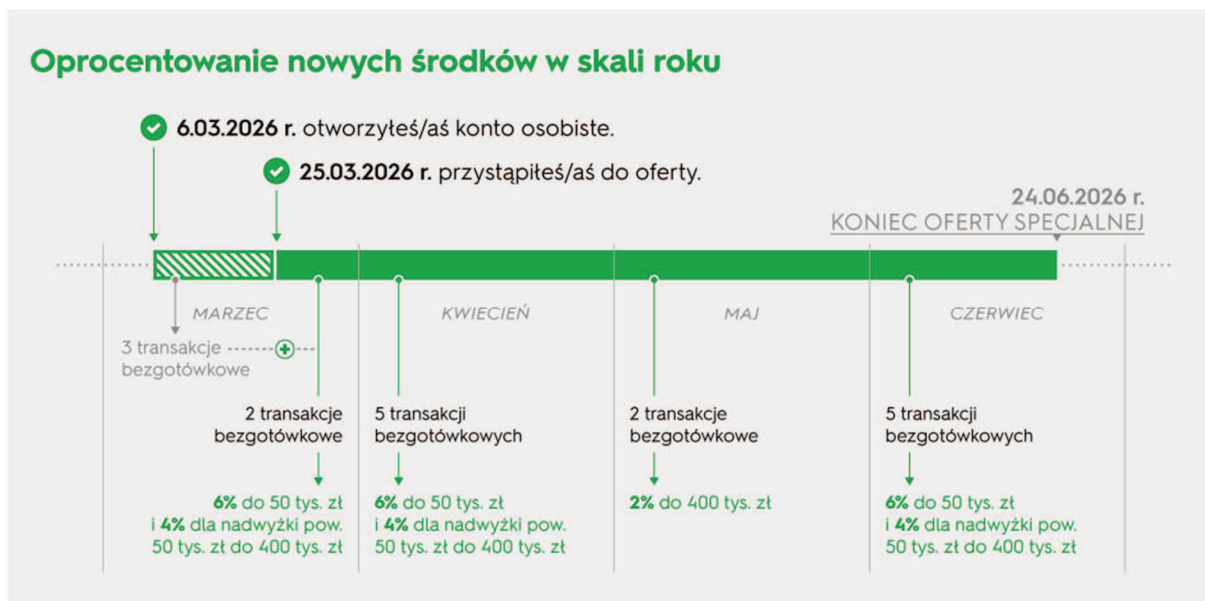 Oprocentowanie nowych środków w skali roku
6.03.2026 r. otworzyłeś/aś konto osobiste.
25.03.2026 r. przystąpiłeś/aś do oferty.
24.06.2026 r.
KONIEC OFERTY SPECJALNEJ
MARZEC
KWIECIEŃ
MAJ
CZERWIEC
3 transakcje
bezgotówkowe
2 transakcje
bezgotówkowe
6% do 50 tys. zł
i 4% dla nadwyżki pow.
50 tys. zł do 400 tys. zł
5 transakcji
bezgotówkowych
6% do 50 tys. zł
i 4% dla nadwyżki pow.
50 tys. zł do 400 tys. zł
2 transakcje
bezgotówkowe
2% do 400 tys. zł
5 transakcji
bezgotówkowych
6% do 50 tys. zł
i 4% dla nadwyżki pow.
50 tys. zł do 400 tys. zł